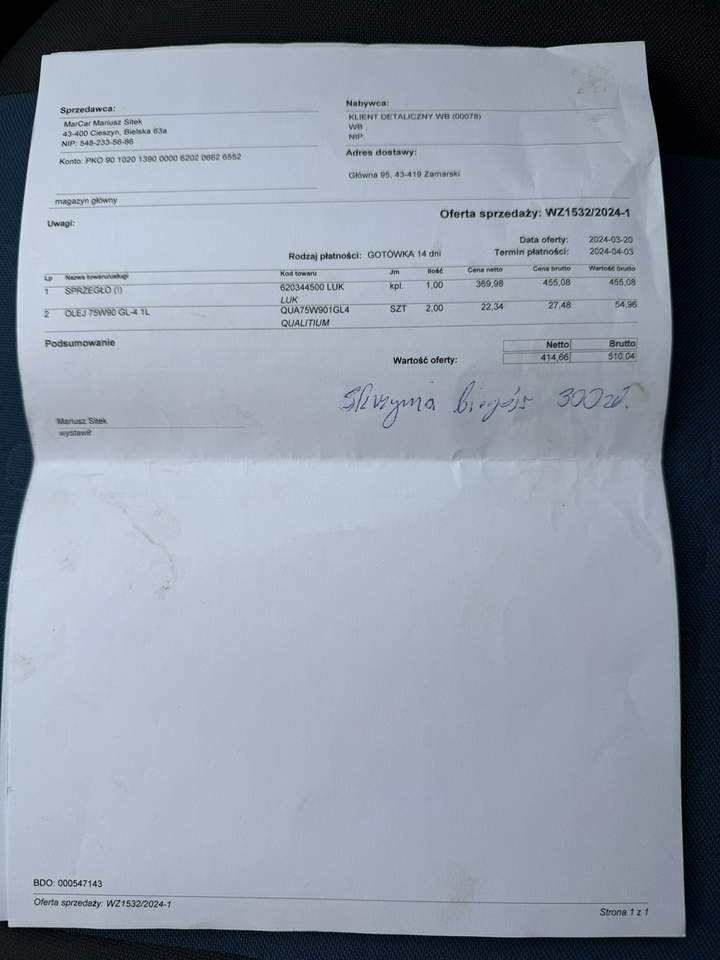 Sprzedawca:
MarCar Mariusz Sitek
43-400 Cieszyn, Bielska 63a
NIP: 548-233-56-86
Konto: PKO 90 1020 1390 0000 6202 0662 6552
Nabywca:
KLIENT DETALICZNY WB (00078)
WB ,
NIP:
Adres dostawy:
Główna 95, 43-419 Zamarski
magazyn główny
Oferta sprzedaży: WZ1532/2024-1
Uwagi:
Data oferty: 2024-03-20
Rodzaj płatności: GOTÓWKA 14 dni Termin płatności: 2024-04-03
Lp Nazwa towaru/usługi Kod towaru Jm Ilość Cena netto Cena brutto Wartość brutto
1 SPRZĘGŁO (!) 620344500 LUK kpl. 1,00 369,98 455,08 455,08
LUK
2 OLEJ 75W90 GL-4 1L QUA75W901GL4 SZT 2,00 22,34 27,48 54,96
QUALITIUM
Podsumowanie
Netto Brutto
Wartość oferty: 414,66 510,04
Skrzynia biegów 300 zł.
Mariusz Sitek
wystawił:
BDO: 000547143
Oferta sprzedaży: WZ1532/2024-1
Strona 1 z 1